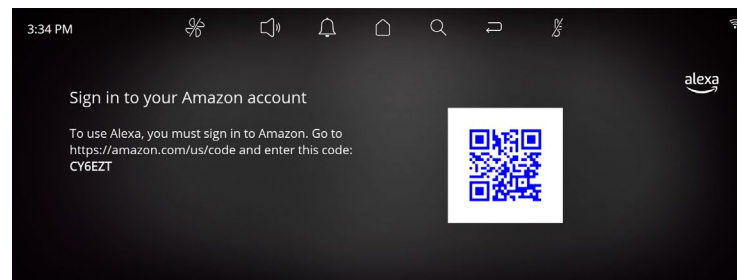 3:34 PM
alexa
Sign in to your Amazon account
To use Alexa, you must sign in to Amazon. Go to
https://amazon.com/us/code and enter this code:
CY6EZT